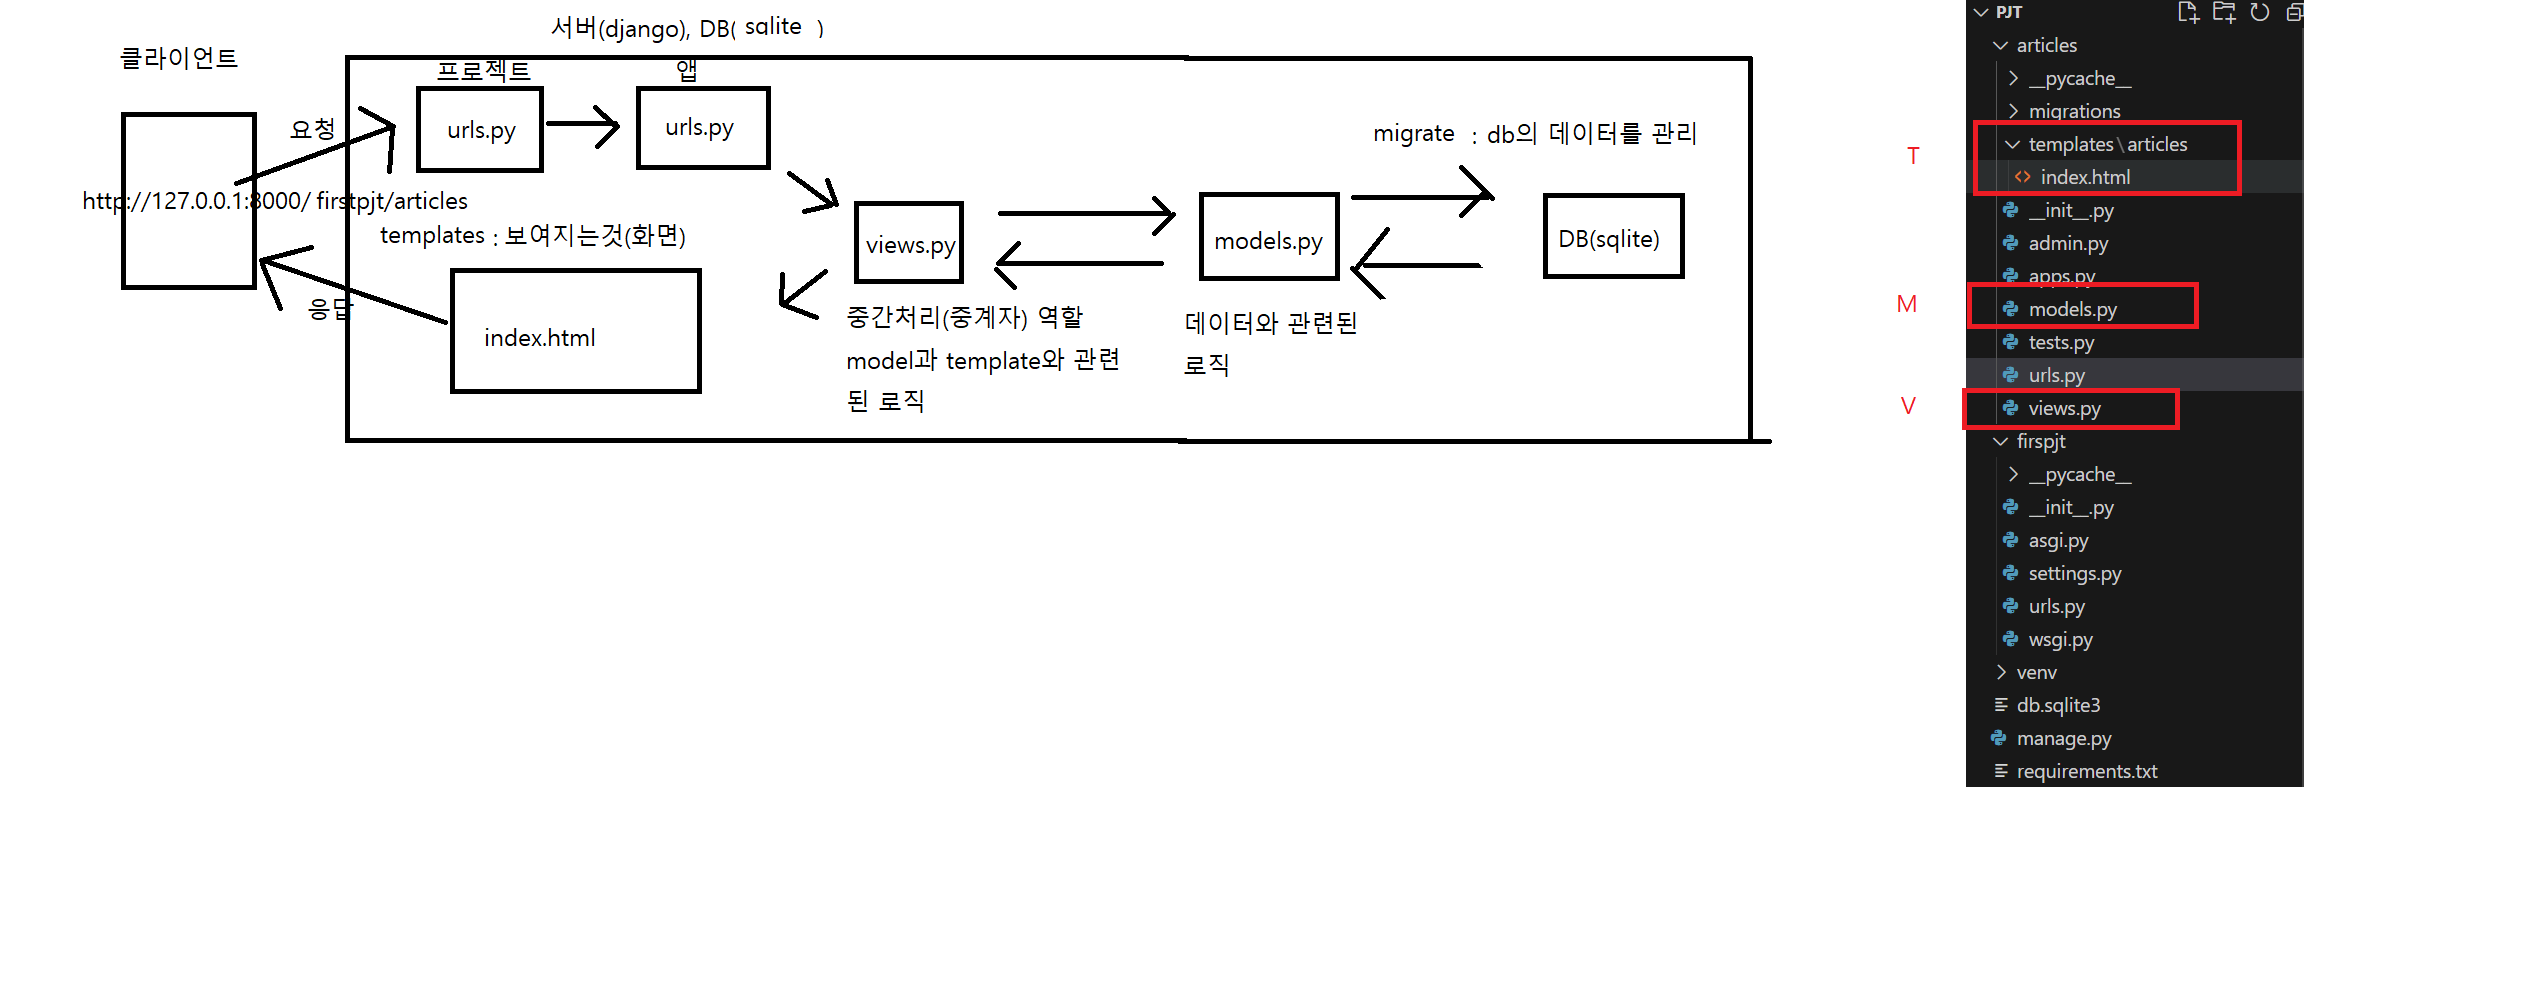 서버(django), DB( sqlite )
클라이언트
프로젝트
앱
요청
urls.py
urls.py
migrate : db의 데이터를 관리
http://127.0.0.1:8000/ firstpjt/articles
templates : 보여지는것(화면)
views.py
models.py
DB(sqlite)
응답
index.html
중간처리(중계자) 역할
model과 template와 관련
된 로직
데이터와 관련된
로직
T
M
V
PJT
articles
__pycache__
migrations
templates\articles
index.html
__init__.py
admin.py
apps.py
models.py
tests.py
urls.py
views.py
firspjt
__pycache__
__init__.py
asgi.py
settings.py
urls.py
wsgi.py
venv
db.sqlite3
manage.py
requirements.txt